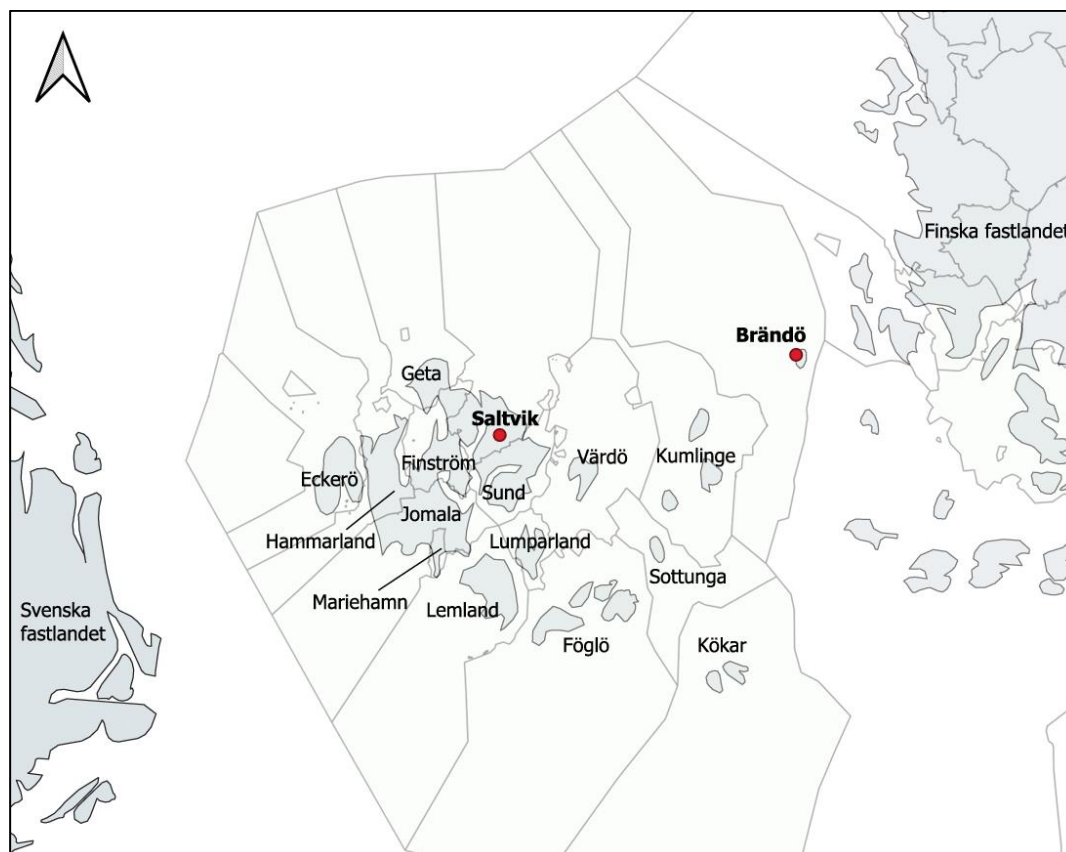 Finska fastlandet
Brändö
Geta
Saltvik
Eckerö
Finström
Värdö
Kumlinge
Sund
Jomala
Hammarland
Lumparland
Sottunga
Mariehamn
Lemland
Svenska
fastlandet
Föglö
Kökar